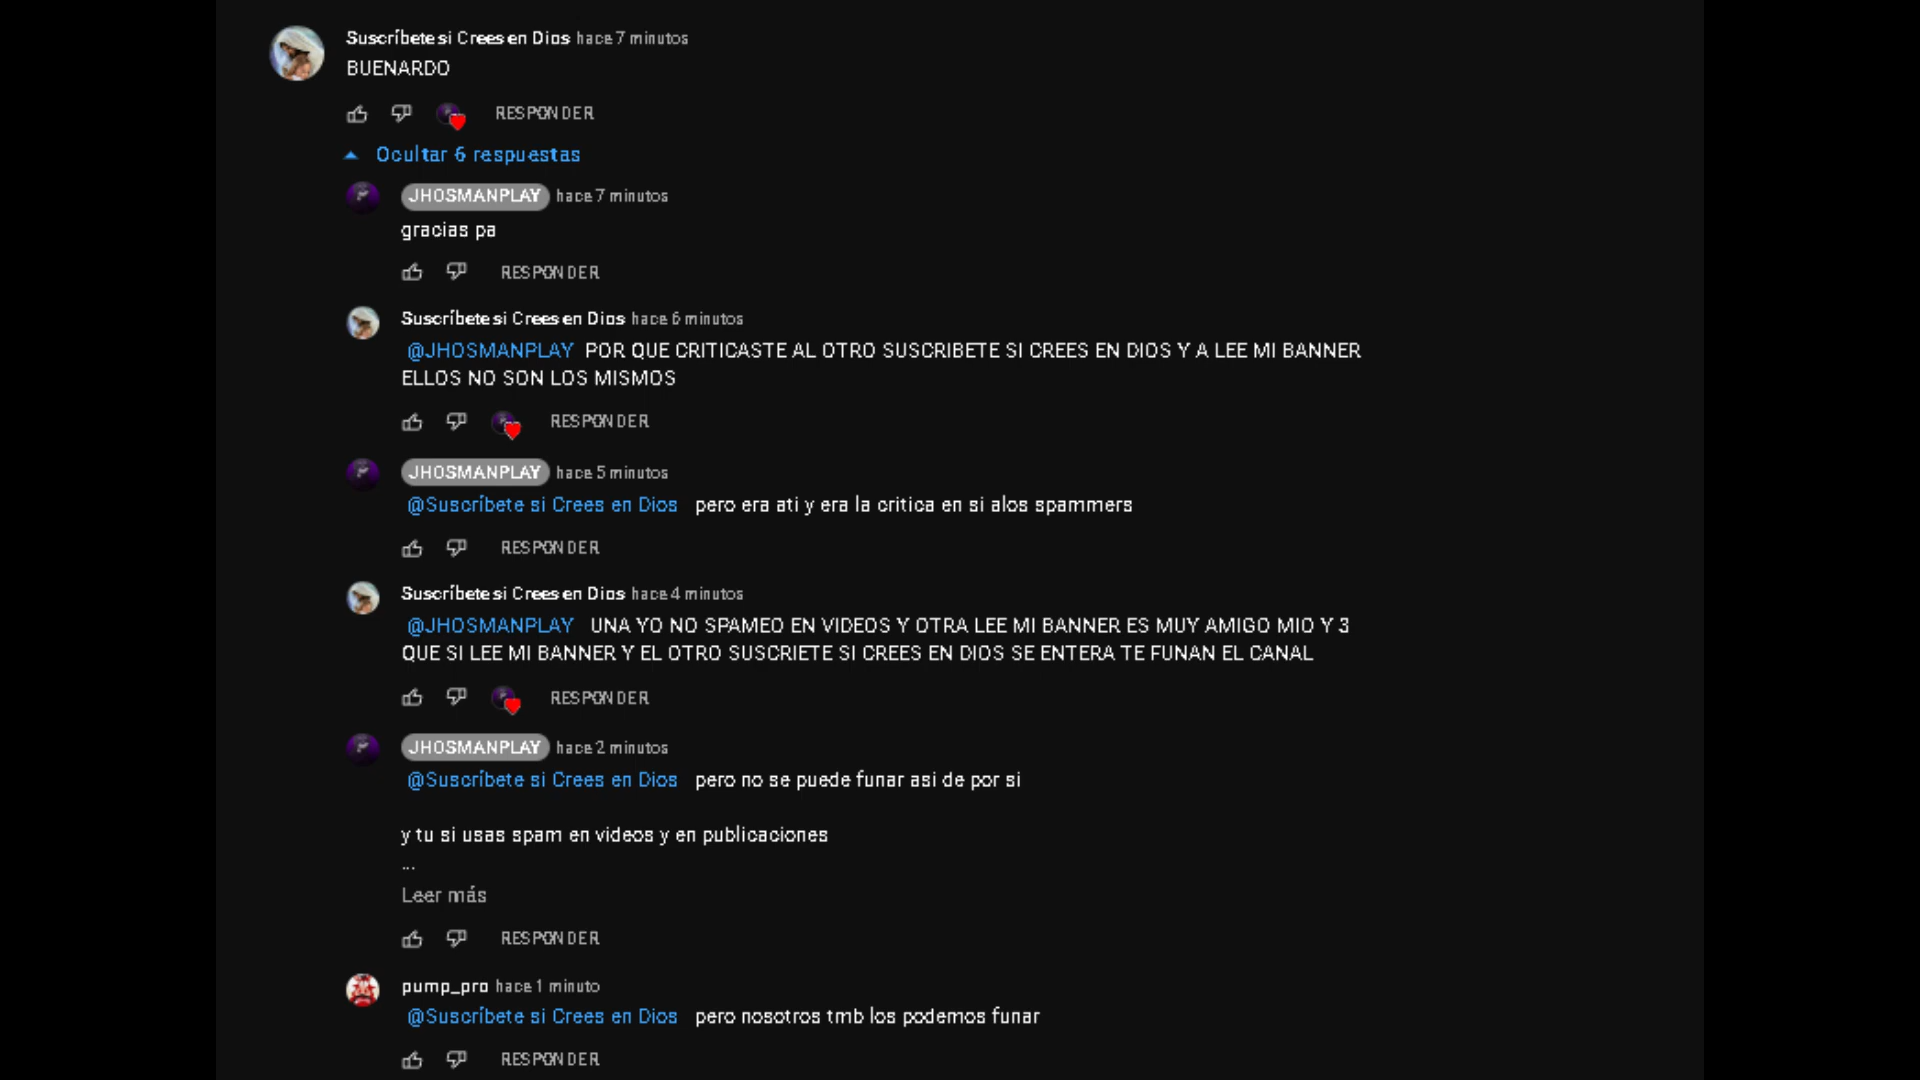 Suscríbete si Crees en Dios hace 7 minutos
BUENARDO
RESPONDER
Ocultar 6 respuestas
JHOSMANPLAY hace 7 minutos
gracias pa
RESPONDER
Suscríbete si Crees en Dios hace 6 minutos
@JHOSMANPLAY POR QUE CRITICASTE AL OTRO SUSCRIBETE SI CREES EN DIOS Y A LEE MI BANNER
ELLOS NO SON LOS MISMOS
RESPONDER
JHOSMANPLAY hace 5 minutos
@Suscríbete si Crees en Dios pero era ati y era la critica en si alos spammers
RESPONDER
Suscríbete si Crees en Dios hace 4 minutos
@JHOSMANPLAY UNA YO NO SPAMEO EN VIDEOS Y OTRA LEE MI BANNER ES MUY AMIGO MIO Y 3
QUE SI LEE MI BANNER Y EL OTRO SUSCRIETE SI CREES EN DIOS SE ENTERA TE FUNAN EL CANAL
RESPONDER
JHOSMANPLAY hace 2 minutos
@Suscríbete si Crees en Dios pero no se puede funar asi de por si
y tu si usas spam en videos y en publicaciones
...
Leer más
RESPONDER
pump_pro hace 1 minuto
@Suscríbete si Crees en Dios pero nosotros tmb los podemos funar
RESPONDER